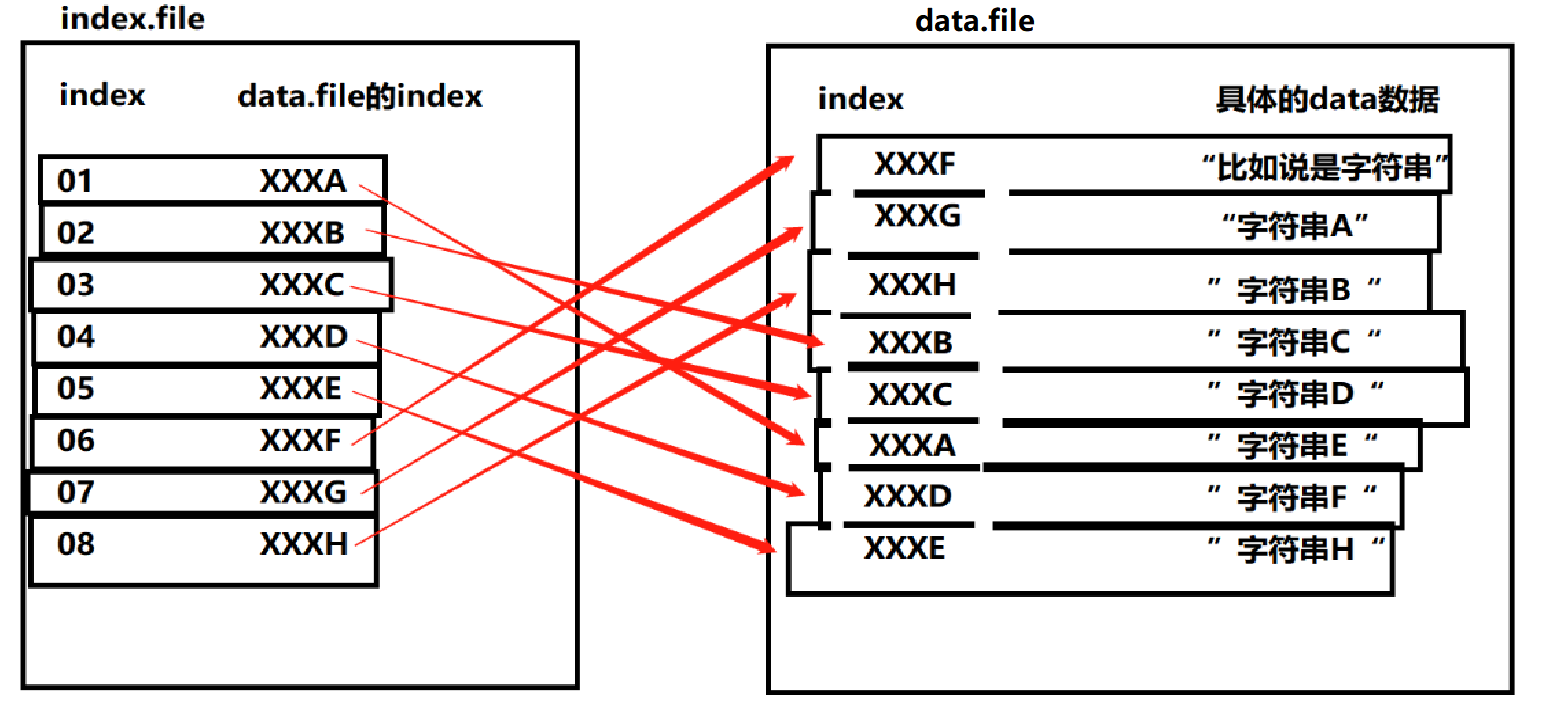 index.file
index data.file的index
01 XXXA
02 XXXB
03 XXXC
04 XXXD
05 XXXE
06 XXXF
07 XXXG
08 XXXH
data.file
index 具体的data数据
XXXF “比如说是字符串”
XXXG “字符串A”
XXXH ” 字符串B “
XXXB ” 字符串C “
XXXC ” 字符串D “
XXXA ” 字符串E “
XXXD ” 字符串F “
XXXE ” 字符串H “